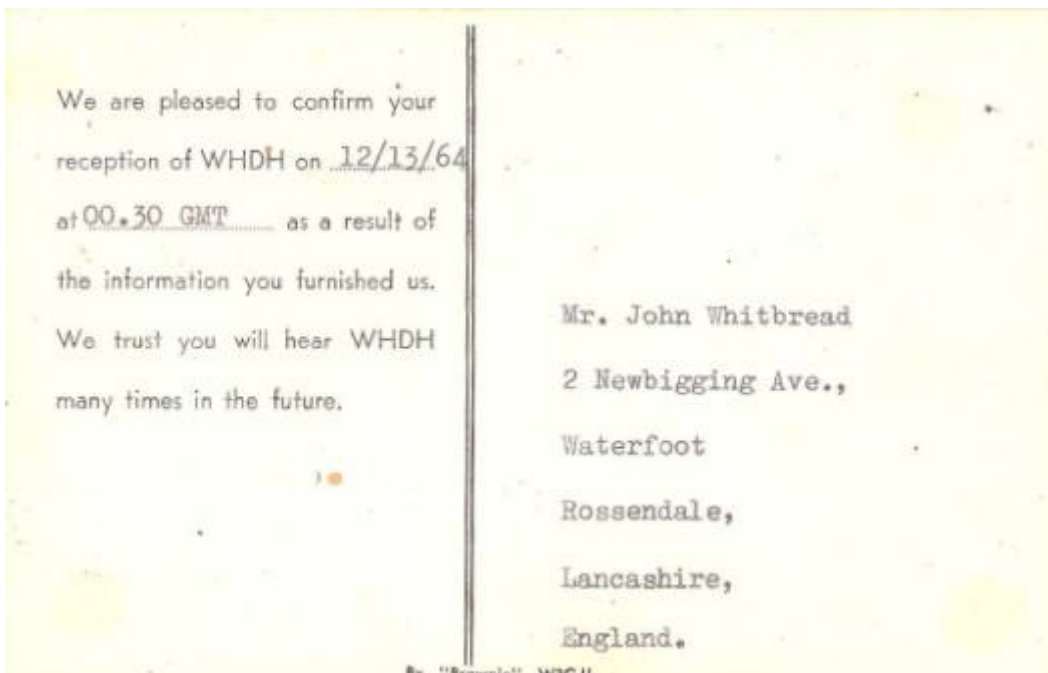 We are pleased to confirm your
reception of WHDH on 12/13/64
at 00.30 GMT as a result of
the information you furnished us.
We trust you will hear WHDH
many times in the future.
Mr. John Whitbread
2 Newbigging Ave.,
Waterfoot
Rossendale,
Lancashire,
England.